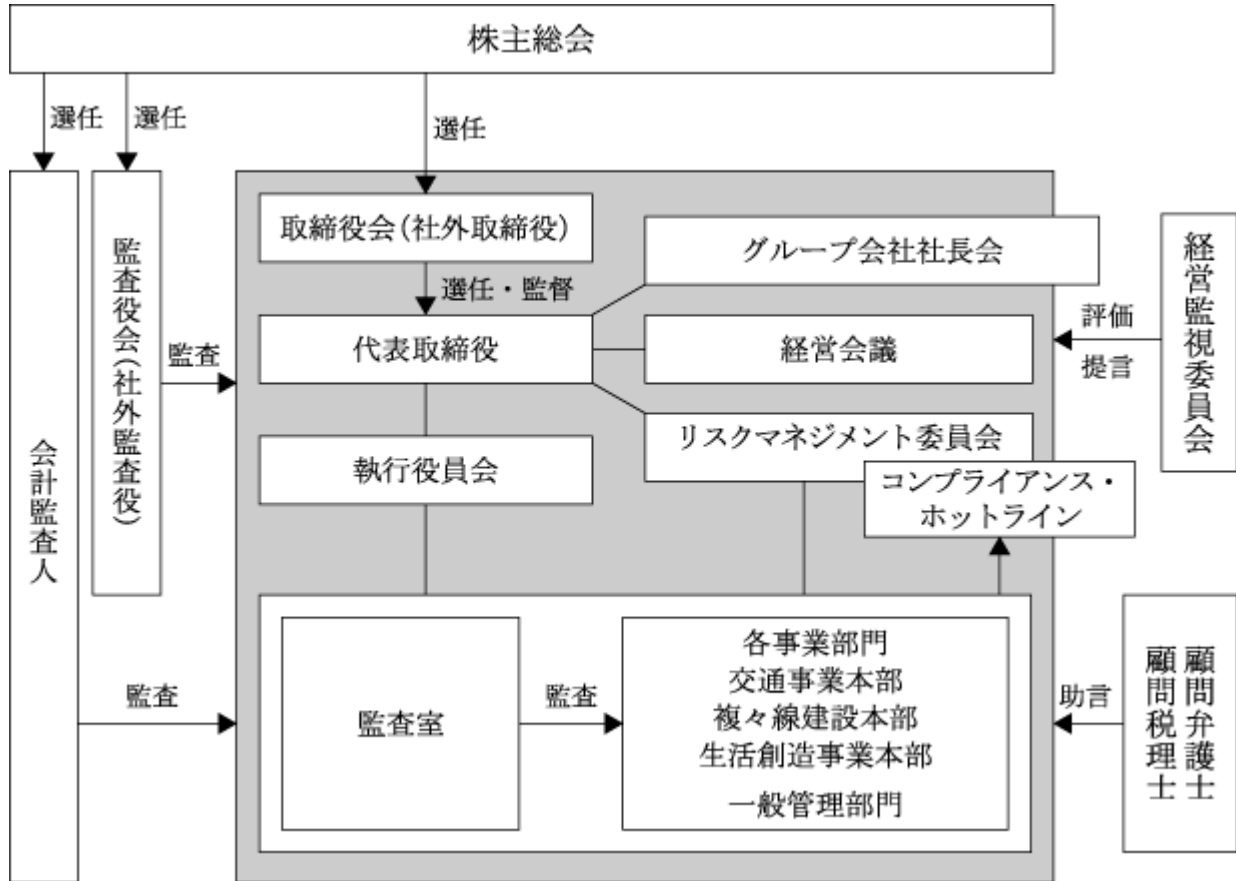 株主総会
選任
選任
選任
会計監査人
監査役会(社外監査役)
監査
監査
取締役会(社外取締役)
選任・監督
代表取締役
執行役員会
グループ会社社長会
経営会議
リスクマネジメント委員会
コンプライアンス・
ホットライン
監査室
監査
各事業部門
交通事業本部
複々線建設本部
生活創造事業本部
一般管理部門
経営監視委員会
評価
提言
顧問弁護士
顧問税理士
助言